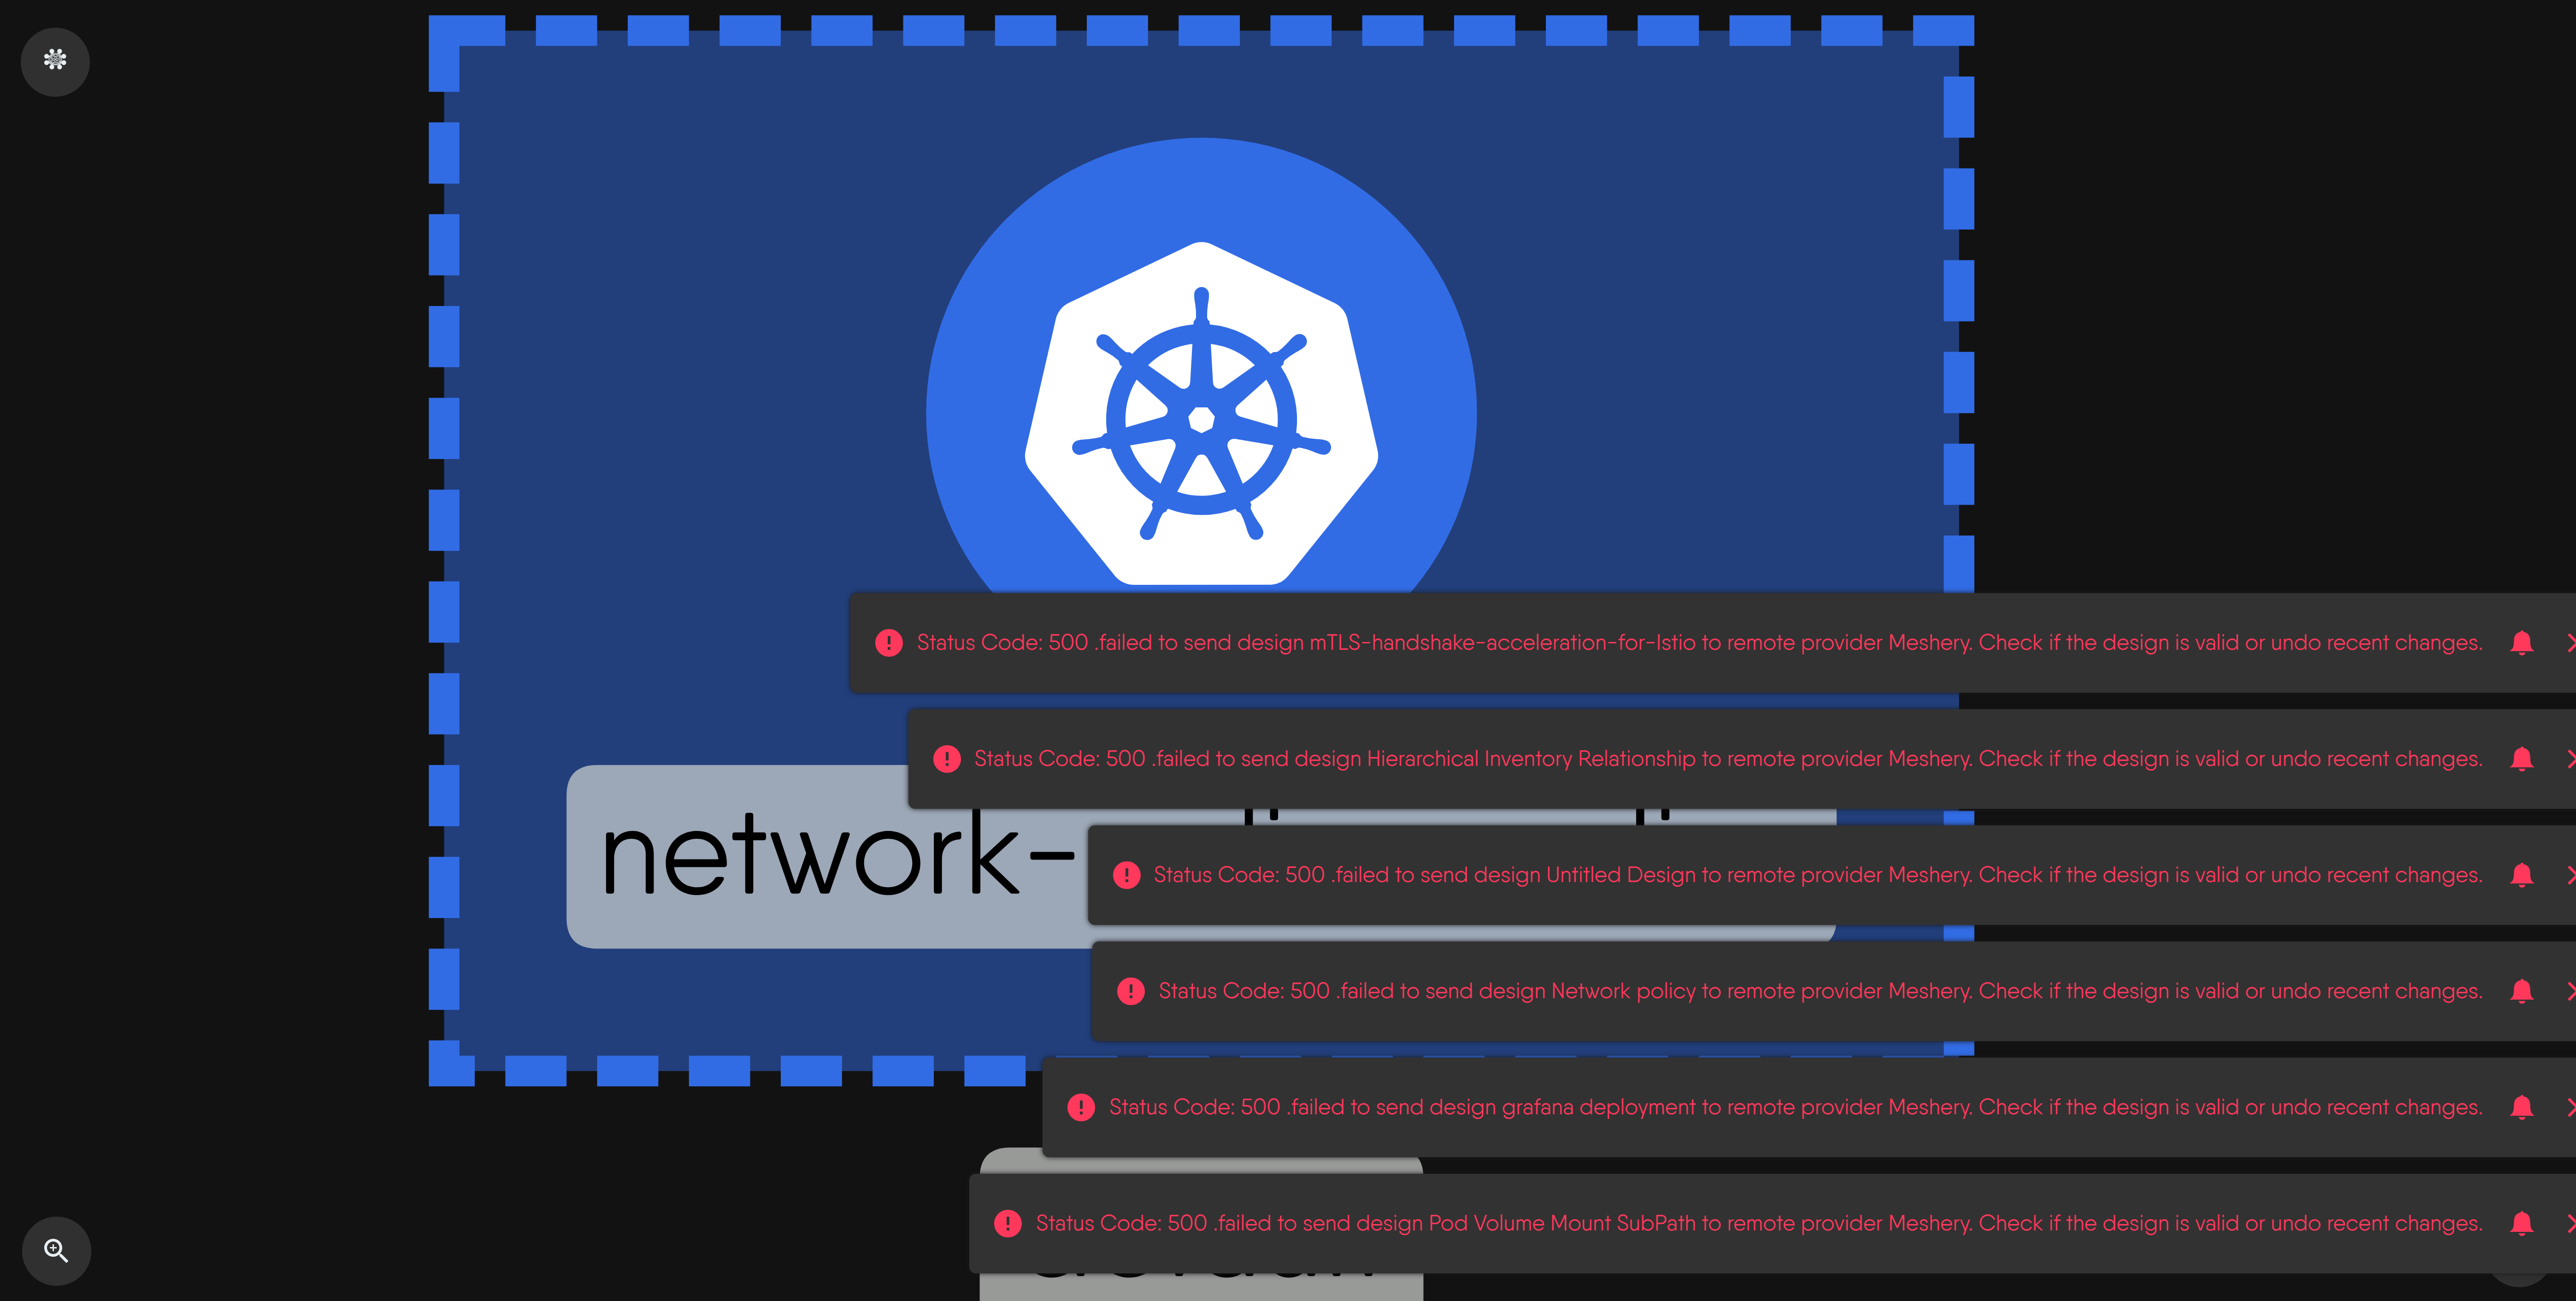 Status Code: 500 .failed to send design mTLS-handshake-acceleration-for-Istio to remote provider Meshery. Check if the design is valid or undo recent changes.
Status Code: 500 .failed to send design Hierarchical Inventory Relationship to remote provider Meshery. Check if the design is valid or undo recent changes.
network-
Status Code: 500 .failed to send design Untitled Design to remote provider Meshery. Check if the design is valid or undo recent changes.
Status Code: 500 .failed to send design Network policy to remote provider Meshery. Check if the design is valid or undo recent changes.
Status Code: 500 .failed to send design grafana deployment to remote provider Meshery. Check if the design is valid or undo recent changes.
Status Code: 500 .failed to send design Pod Volume Mount SubPath to remote provider Meshery. Check if the design is valid or undo recent changes.